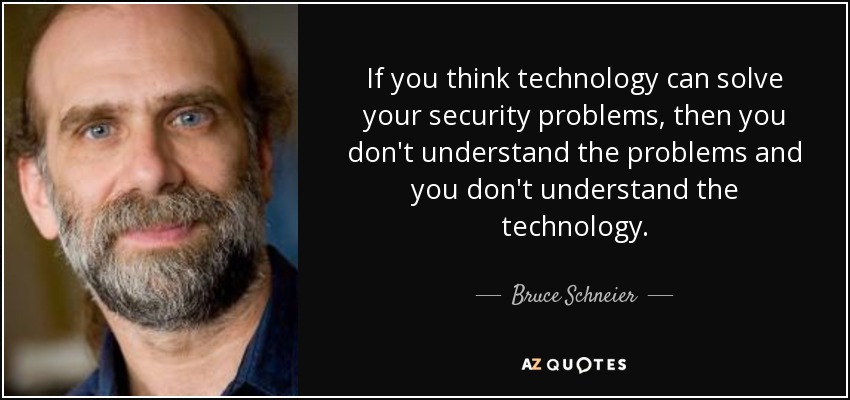 If you think technology can solve
your security problems, then you
don't understand the problems and
you don't understand the
technology.
Bruce Schneier
AZ QUOTES